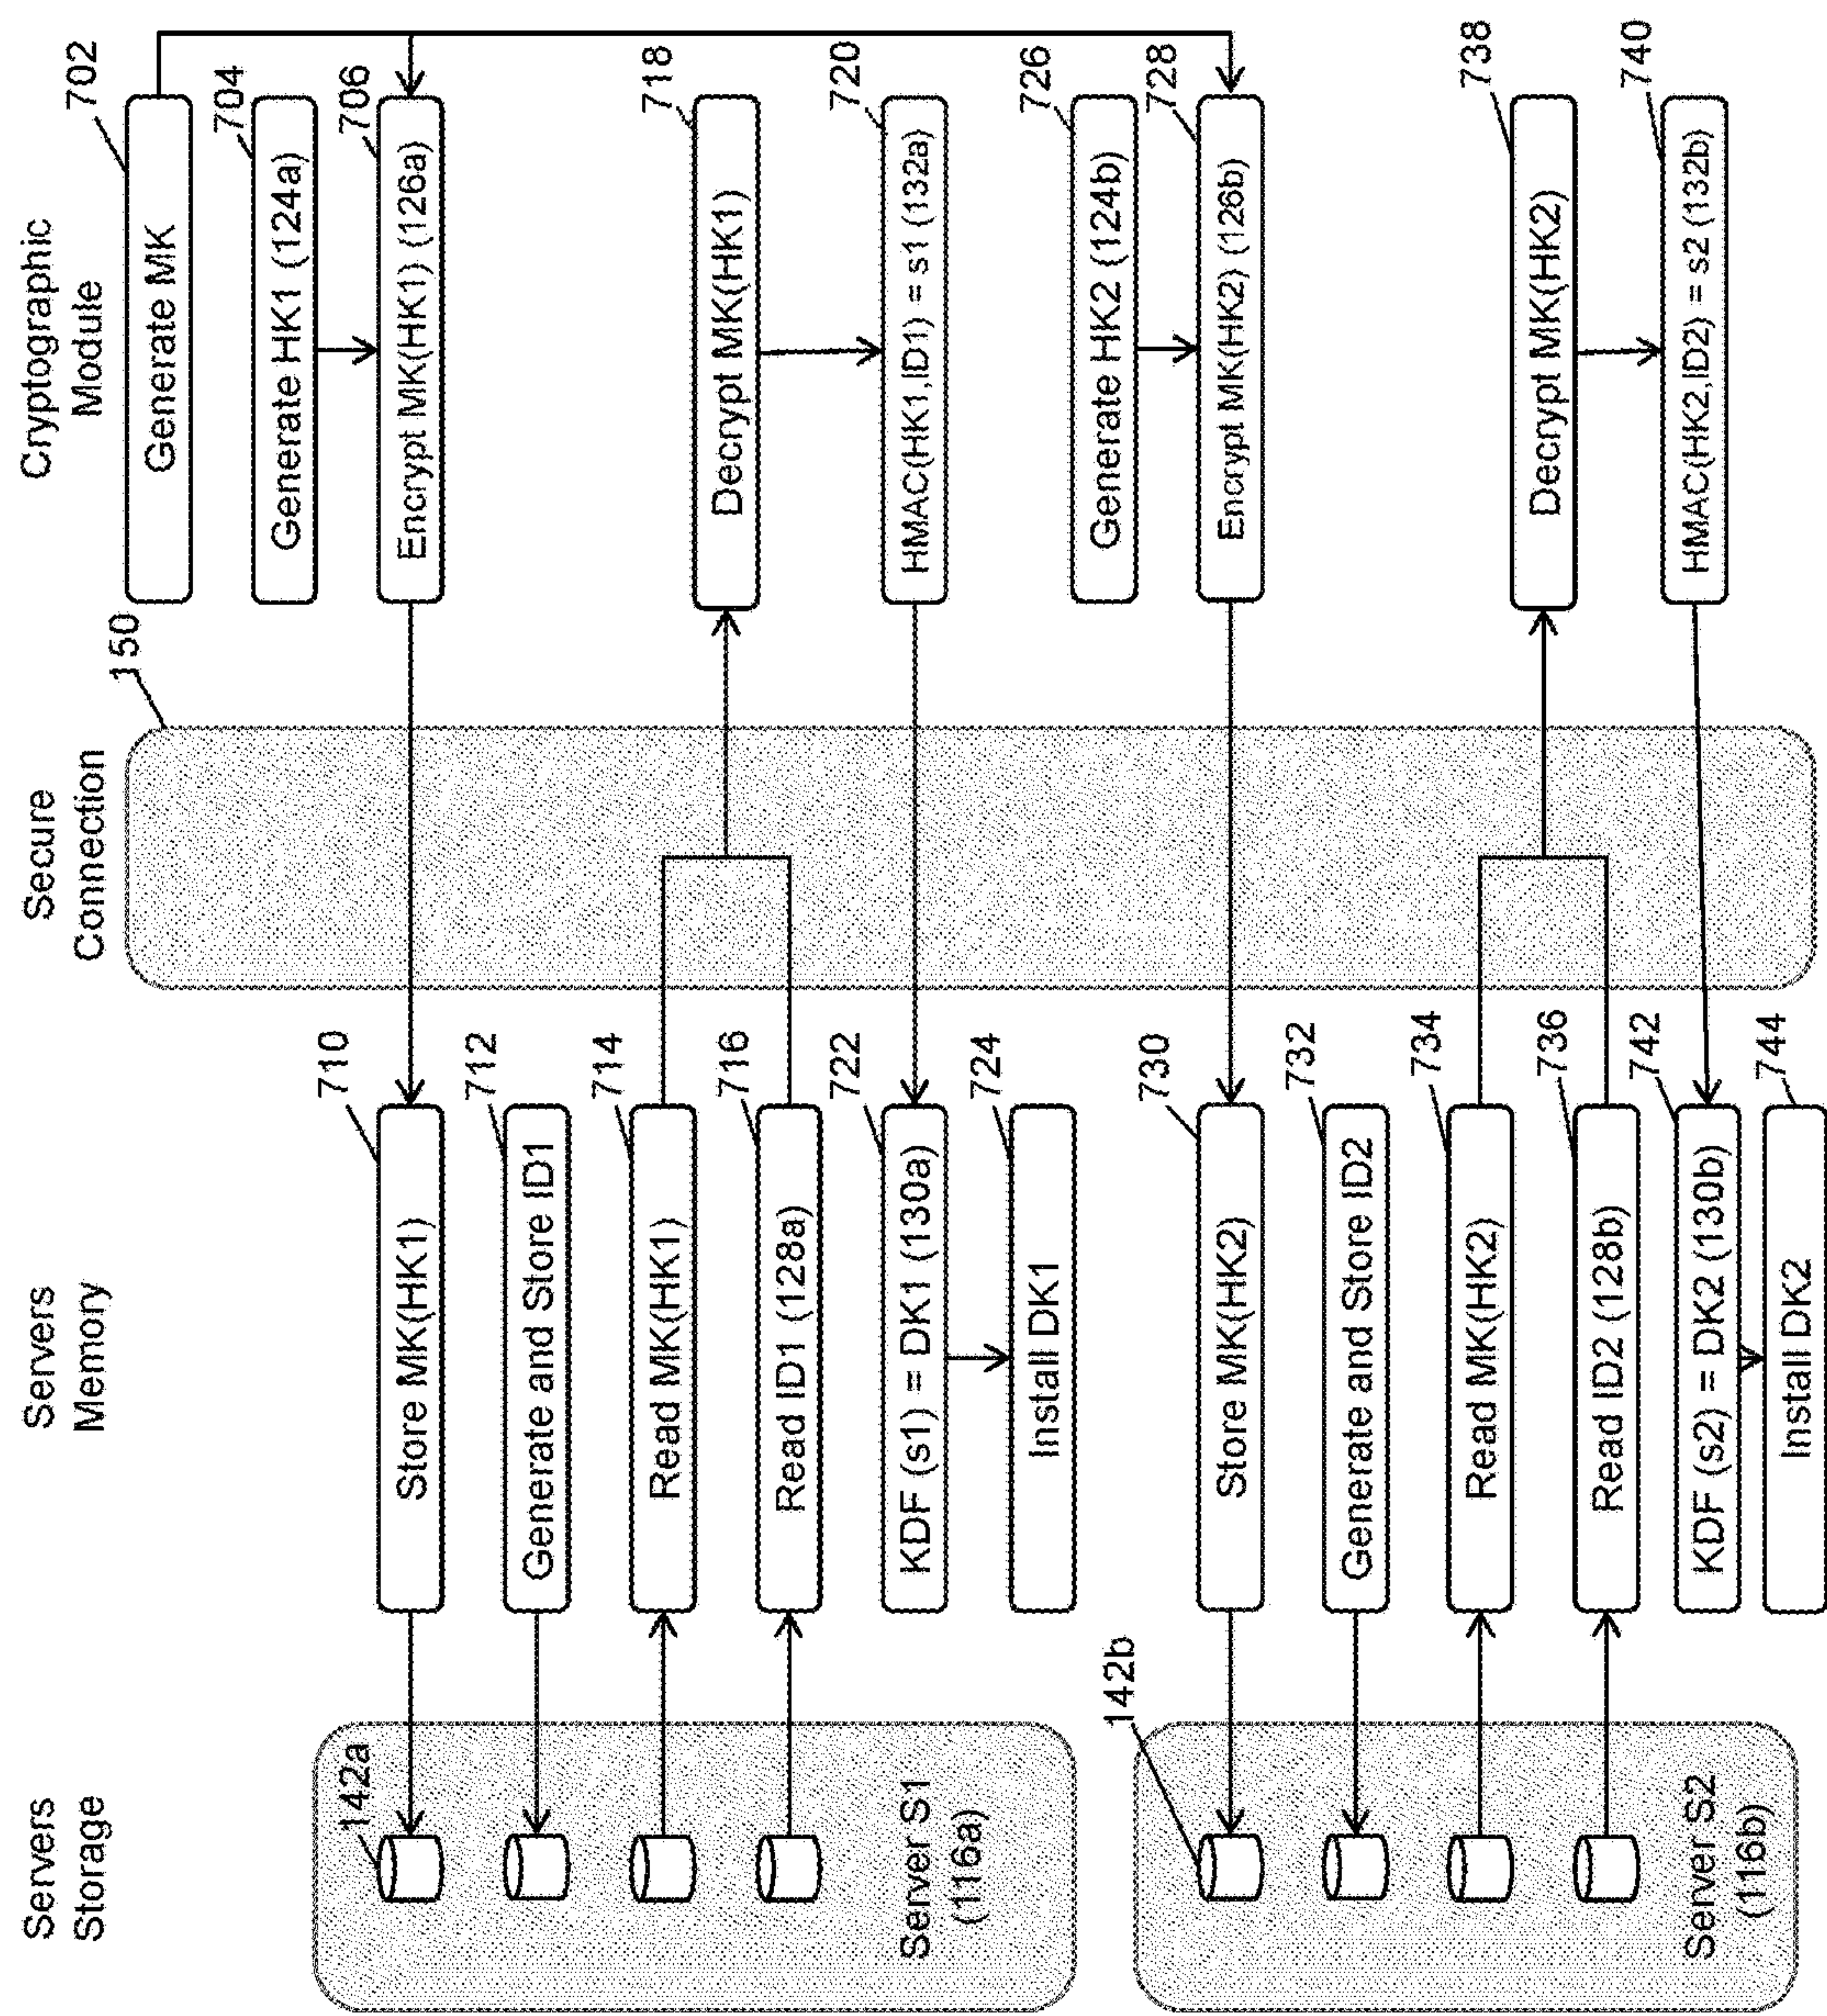 Servers
Storage
Servers
Memory
Secure
Connection
Cryptographic
Module
150
702
Generate MK
704
Generate HK1 (124a)
706
Encrypt MK(HK1) (126a)
710
Store MK(HK1)
142a
712
Generate and Store ID1
714
Read MK(HK1)
716
Read ID1 (128a)
718
Decrypt MK(HK1)
720
HMAC(HK1,ID1) = s1 (132a)
722
KDF (s1) = DK1 (130a)
724
Install DK1
Server S1
(116a)
726
Generate HK2 (124b)
728
Encrypt MK(HK2) (126b)
730
Store MK(HK2)
142b
732
Generate and Store ID2
734
Read MK(HK2)
736
Read ID2 (128b)
738
Decrypt MK(HK2)
740
HMAC(HK2,ID2) = s2 (132b)
742
KDF (s2) = DK2 (130b)
744
Install DK2
Server S2
(116b)